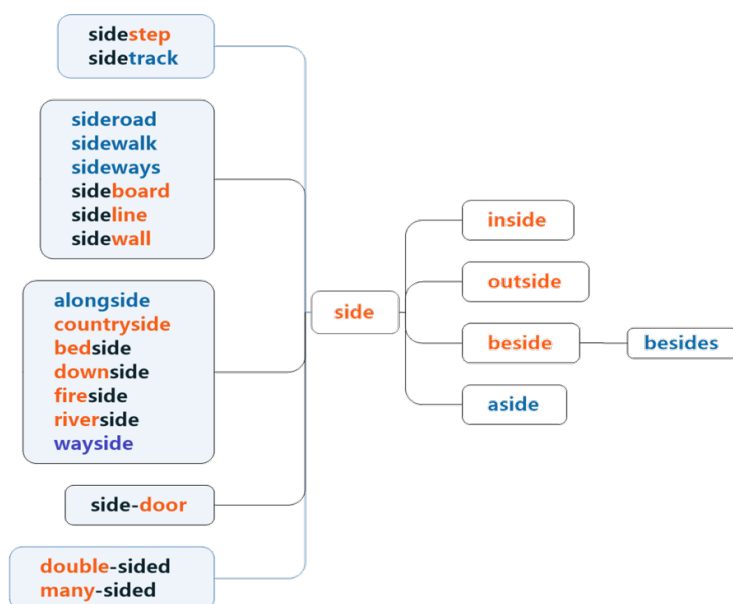 sidestep
sidetrack
sideroad
sidewalk
sideways
sideboard
sideline
sidewall
alongside
countryside
bedside
downside
fireside
riverside
wayside
side-door
double-sided
many-sided
side
inside
outside
beside
besides
aside